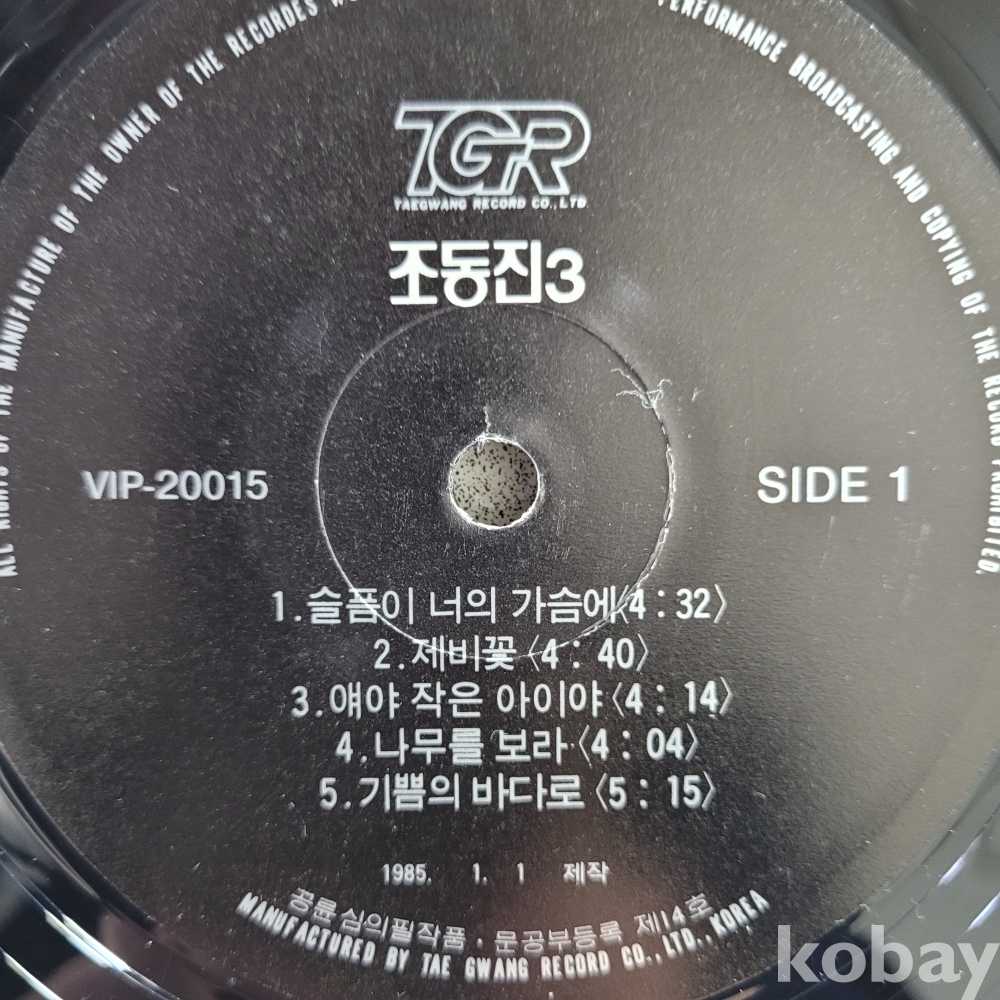 ALL RIGHTS OF THE MANUFACTURE OF THE OWNER OF THE RECORDES
PERFORMANCE BROADCASTING AND COPYING OF THE RECORD PROHIBITED.
TGR
TAEGWANG RECORD CO., LTD.
조동진3
VIP-20015
SIDE 1
1.슬픔이 너의 가슴에〈4 : 32〉
2.제비꽃〈4 : 40〉
3.얘야 작은 아이야〈4 : 14〉
4.나무를 보라〈4 : 04〉
5.기쁨의 바다로〈5 : 15〉
1985. 1. 1 제작
공륜 심의필작품·문공부등록 제14호
MANUFACTURED BY TAE GWANG RECORD CO., LTD., KOREA
kobay